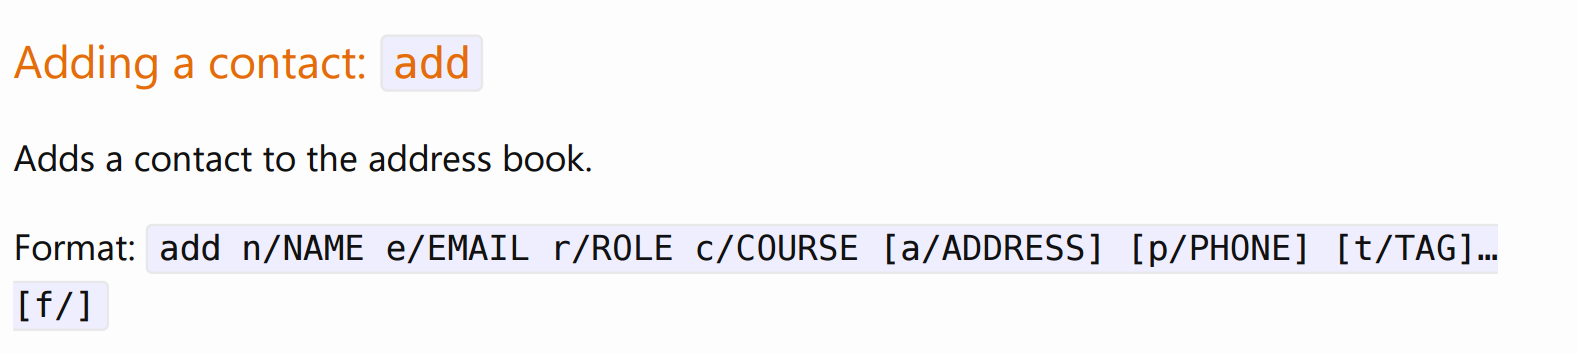 Adding a contact: add
Adds a contact to the address book.
Format: add n/NAME e/EMAIL r/ROLE c/COURSE [a/ADDRESS] [p/PHONE] [t/TAG]…
[f/]